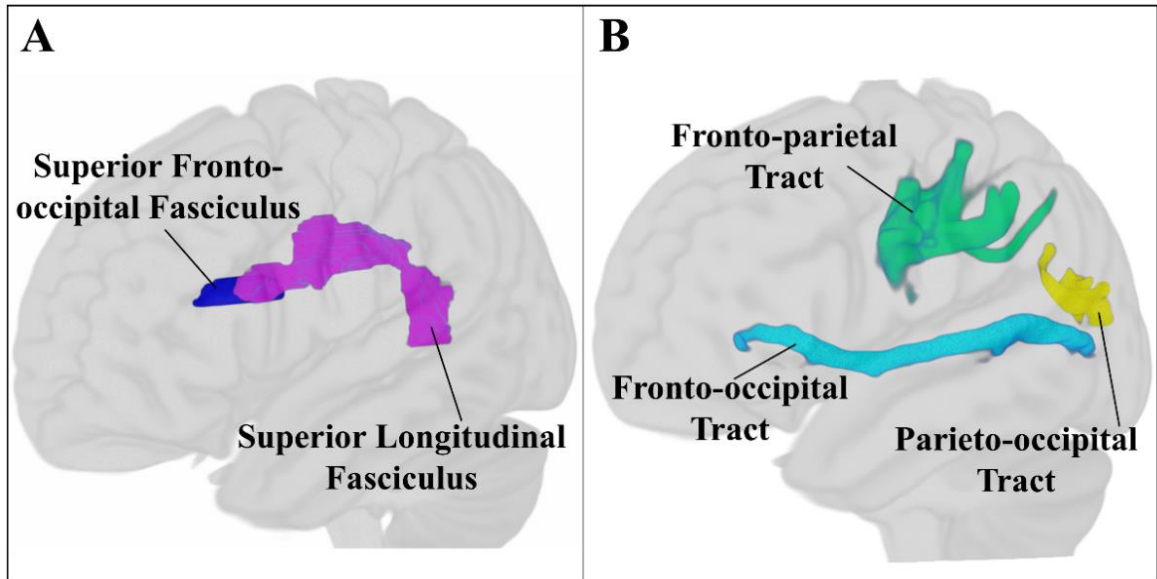 A
Superior Fronto-
occipital Fasciculus
Superior Longitudinal
Fasciculus
B
Fronto-parietal
Tract
Fronto-occipital
Tract
Parieto-occipital
Tract